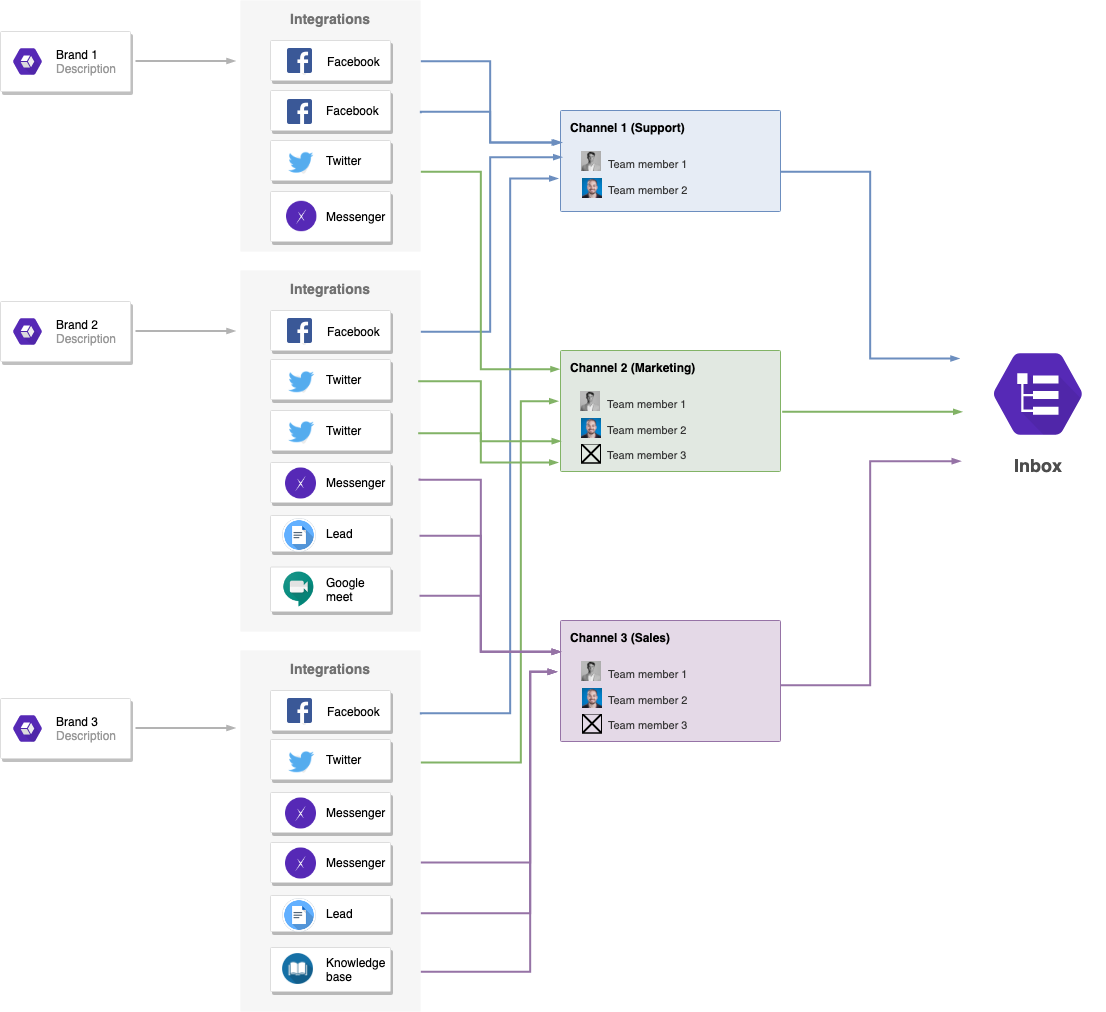 Integrations
Brand 1
Description
Facebook
Facebook
Twitter
Messenger
Integrations
Brand 2
Description
Facebook
Twitter
Twitter
Messenger
Lead
Google
meet
Integrations
Brand 3
Description
Facebook
Twitter
Messenger
Messenger
Lead
Knowledge
base
Channel 1 (Support)
Team member 1
Team member 2
Channel 2 (Marketing)
Team member 1
Team member 2
Team member 3
Channel 3 (Sales)
Team member 1
Team member 2
Team member 3
Inbox